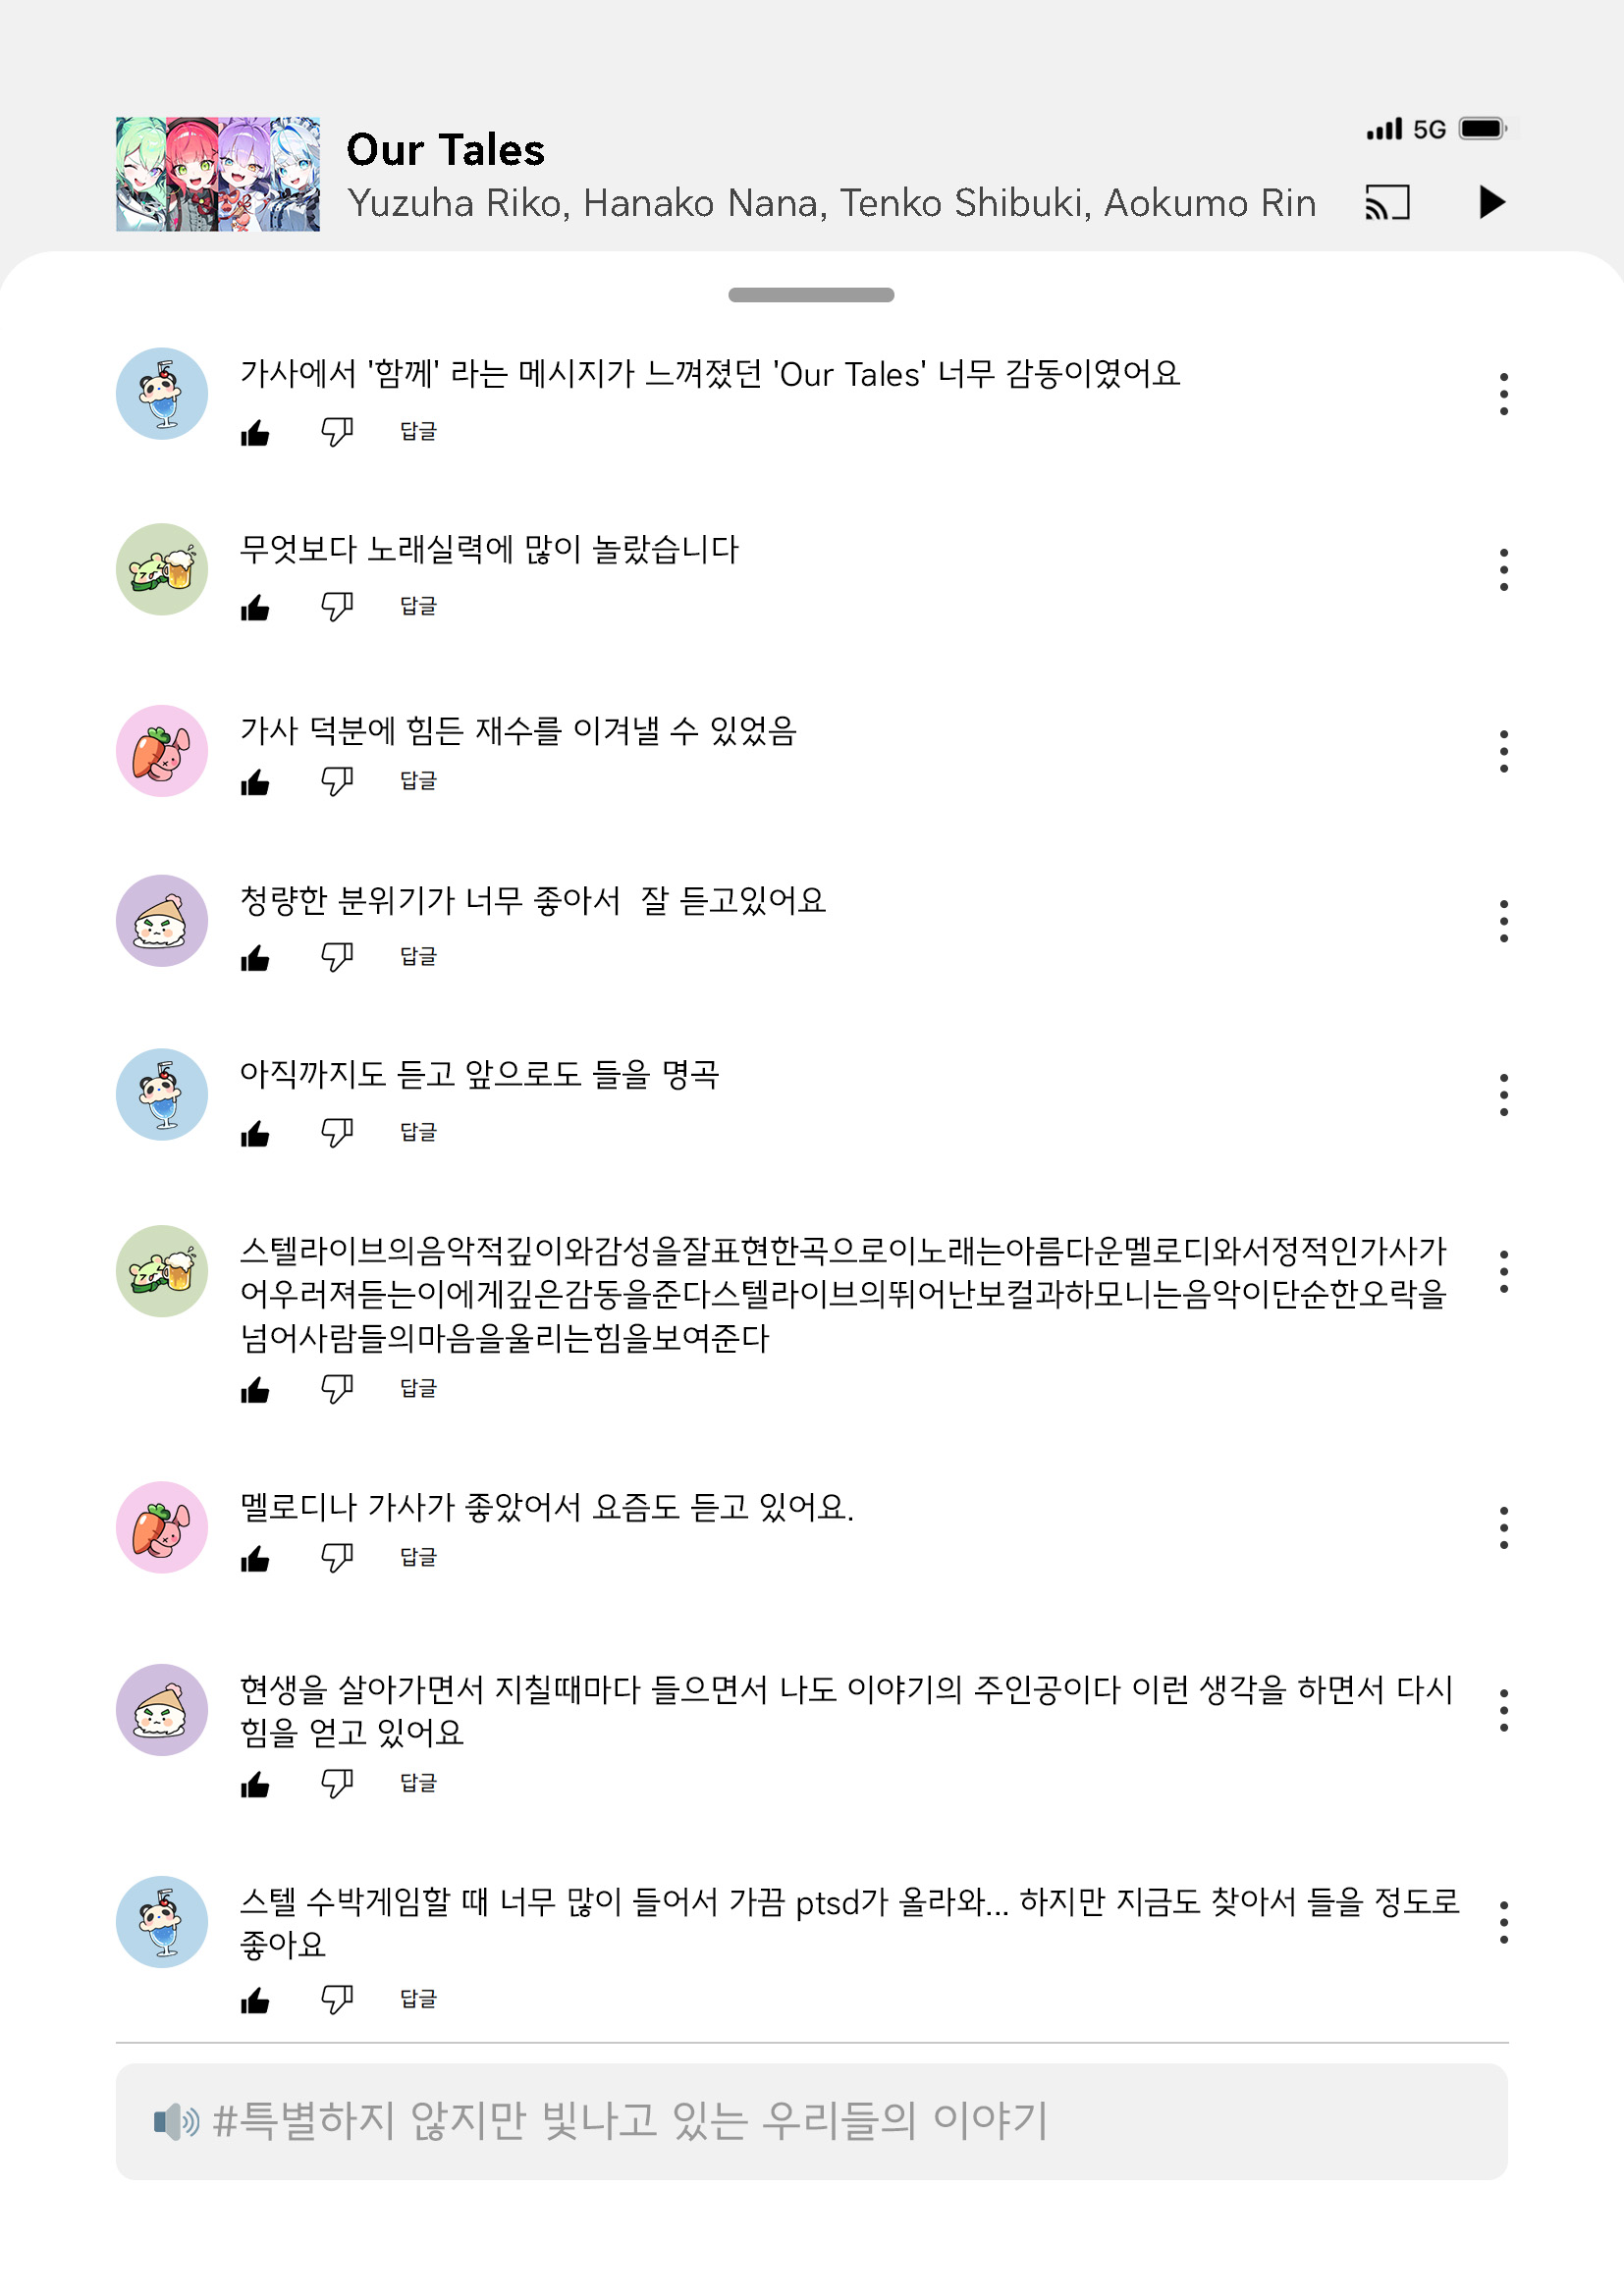 Our Tales
5G
Yuzuha Riko, Hanako Nana, Tenko Shibuki, Aokumo Rin
가사에서 '함께' 라는 메시지가 느껴졌던 'Our Tales' 너무 감동이였어요
답글
무엇보다 노래실력에 많이 놀랐습니다
답글
가사 덕분에 힘든 재수를 이겨낼 수 있었음
답글
청량한 분위기가 너무 좋아서  잘 듣고있어요
답글
아직까지도 듣고 앞으로도 들을 명곡
답글
스텔라이브의음악적깊이와감성을잘표현한곡으로이노래는아름다운멜로디와서정적인가사가
어우러져듣는이에게깊은감동을준다스텔라이브의뛰어난보컬과하모니는음악이단순한오락을
넘어사람들의마음을울리는힘을보여준다
답글
멜로디나 가사가 좋았어서 요즘도 듣고 있어요.
답글
현생을 살아가면서 지칠때마다 들으면서 나도 이야기의 주인공이다 이런 생각을 하면서 다시
힘을 얻고 있어요
답글
스텔 수박게임할 때 너무 많이 들어서 가끔 ptsd가 올라와... 하지만 지금도 찾아서 들을 정도로
좋아요
답글
#특별하지 않지만 빛나고 있는 우리들의 이야기